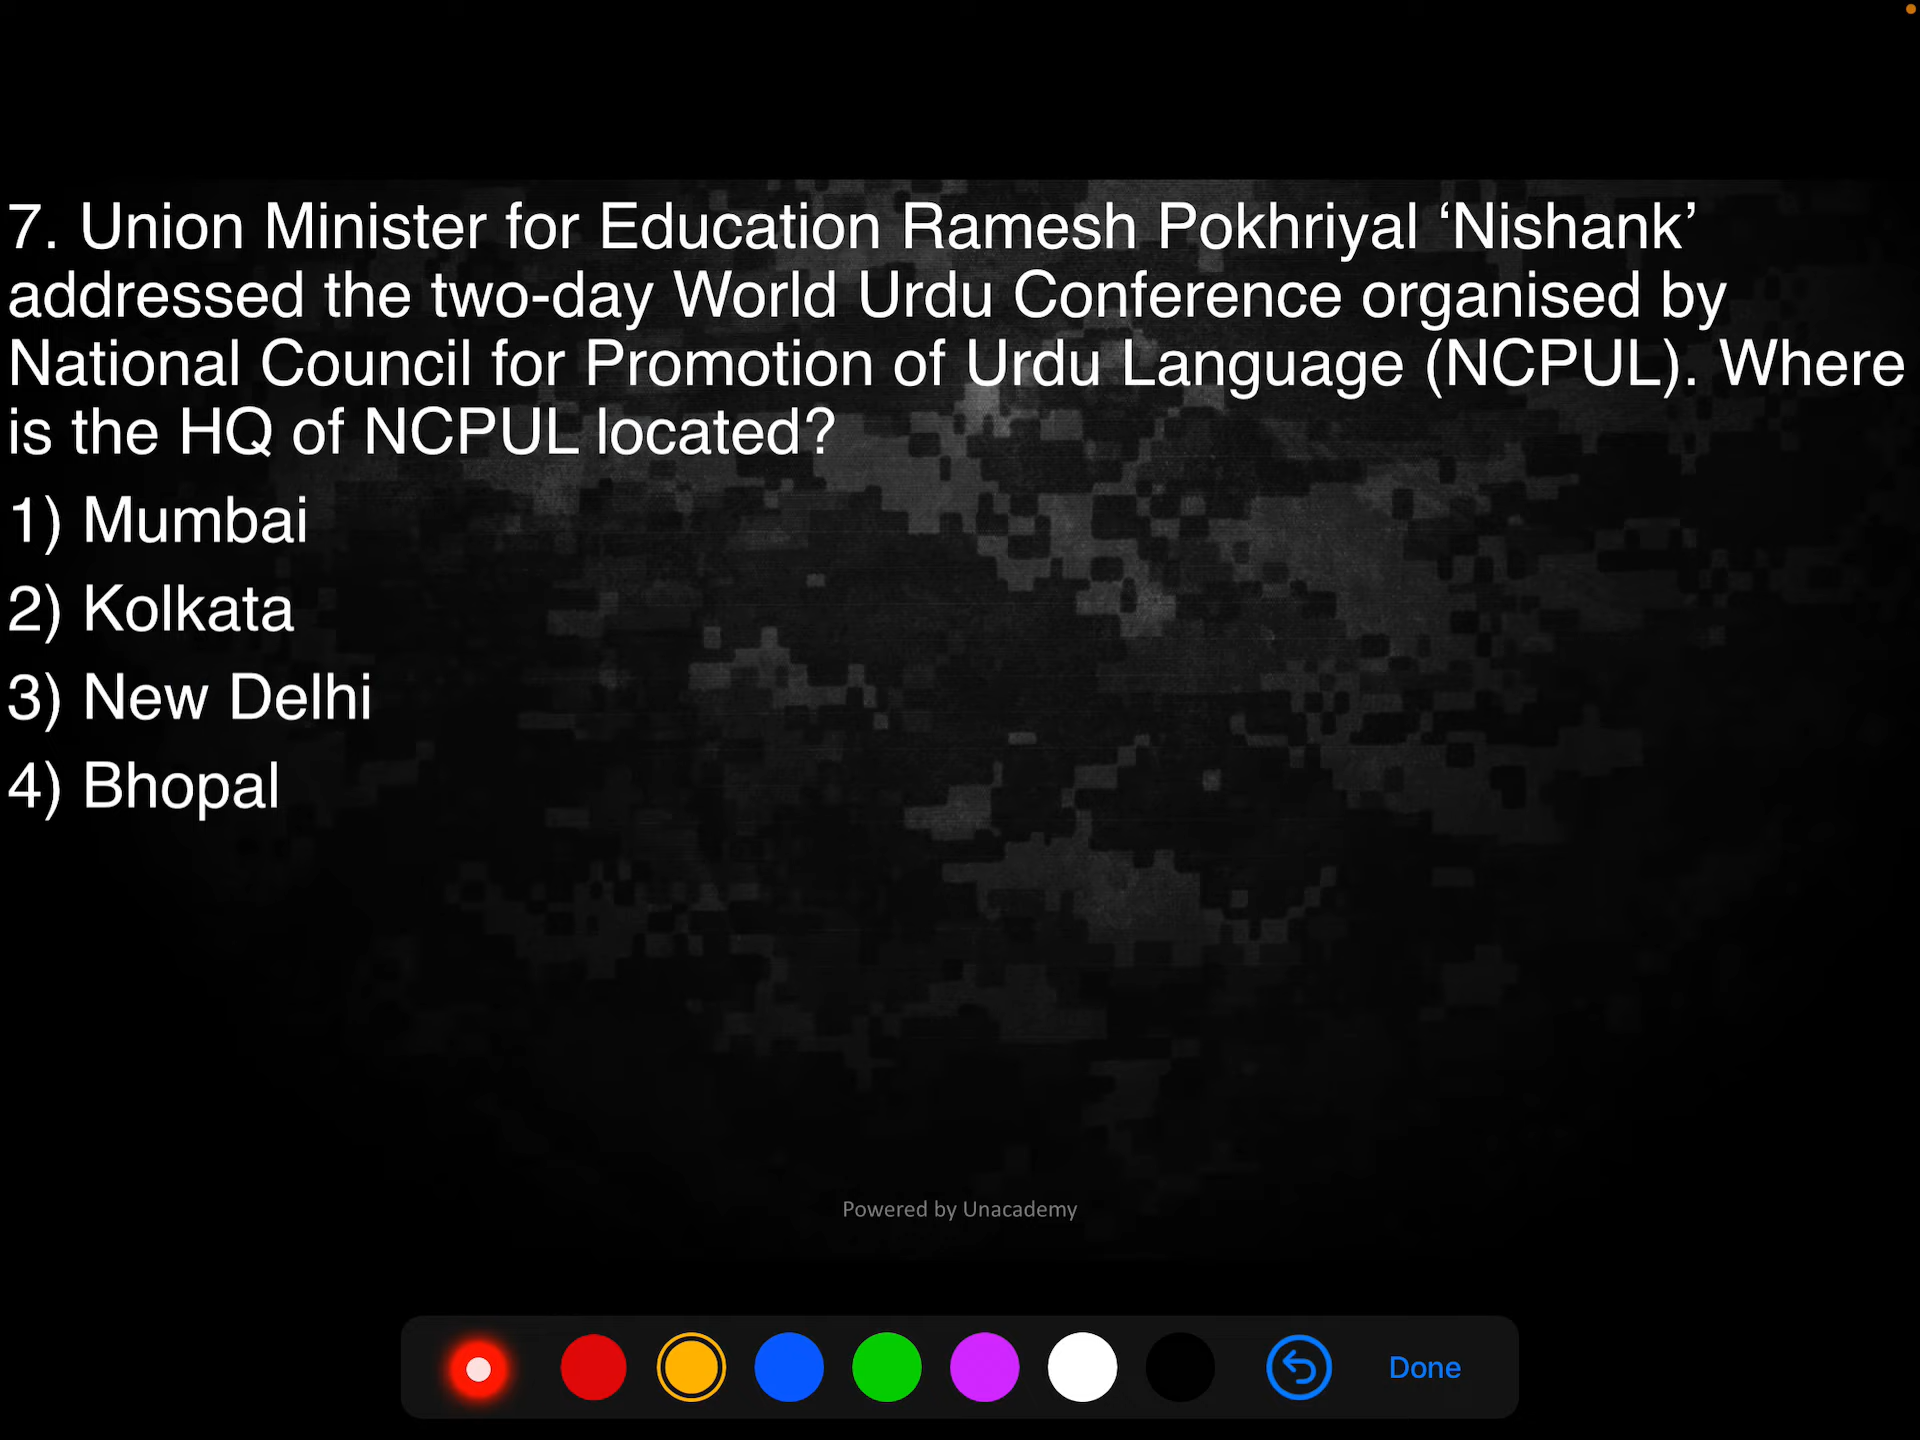 7. Union Minister for Education Ramesh Pokhriyal ‘Nishank’
addressed the two-day World Urdu Conference organised by
National Council for Promotion of Urdu Language (NCPUL). Where
is the HQ of NCPUL located?
1) Mumbai
2) Kolkata
3) New Delhi
4) Bhopal
Powered by Unacademy
Done